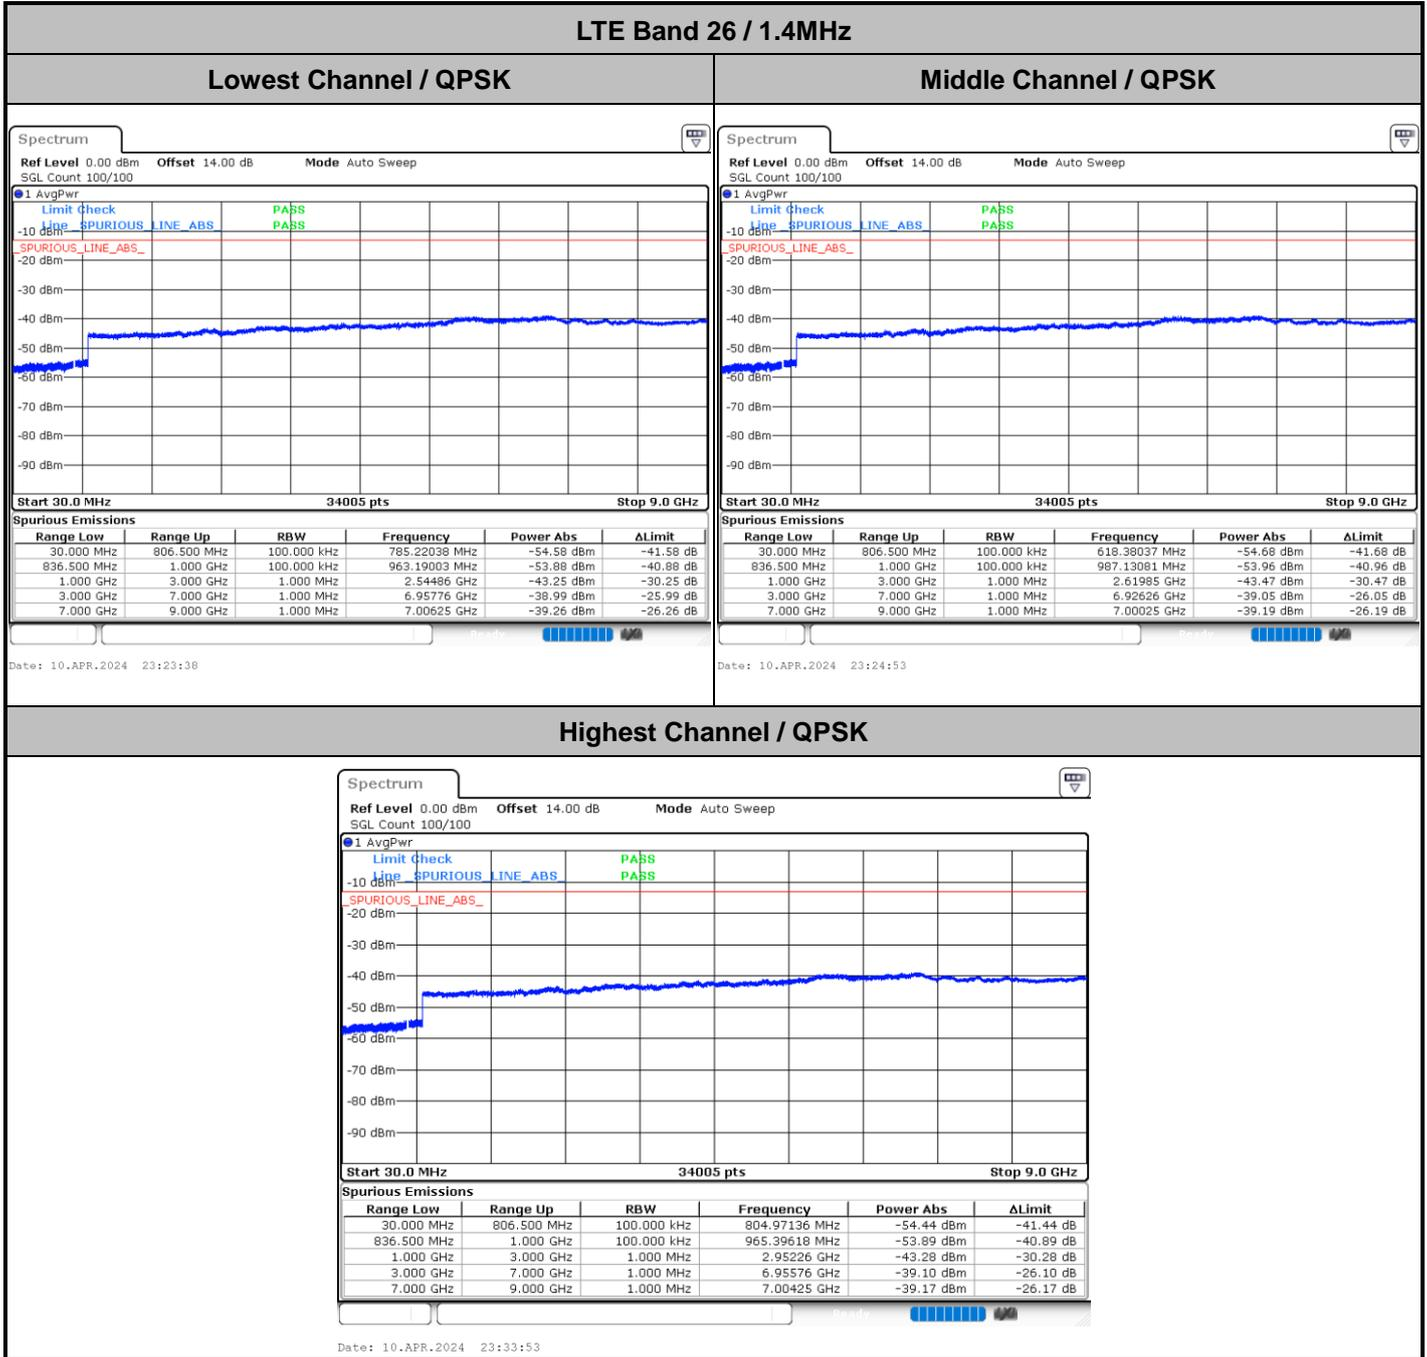 LTE Band 26 / 1.4MHz
Lowest Channel / QPSK
Spectrum
Ref Level 0.00 dBm Offset 14.00 dB Mode Auto Sweep
SGL Count 100/100
1 AvgPwr
Limit Check PASS
Line _SPURIOUS_LINE_ABS_ PASS
-10 dBm
_SPURIOUS_LINE_ABS_
-20 dBm
-30 dBm
-40 dBm
-50 dBm
-60 dBm
-70 dBm
-80 dBm
-90 dBm
Start 30.0 MHz 34005 pts Stop 9.0 GHz
Spurious Emissions
Range Low Range Up RBW Frequency Power Abs ΔLimit
30.000 MHz 806.500 MHz 100.000 kHz 785.22038 MHz -54.58 dBm -41.58 dB
836.500 MHz 1.000 GHz 100.000 kHz 963.19003 MHz -53.88 dBm -40.88 dB
1.000 GHz 3.000 GHz 1.000 MHz 2.54486 GHz -43.25 dBm -30.25 dB
3.000 GHz 7.000 GHz 1.000 MHz 6.95776 GHz -38.99 dBm -25.99 dB
7.000 GHz 9.000 GHz 1.000 MHz 7.00625 GHz -39.26 dBm -26.26 dB
Ready
Date: 10.APR.2024 23:23:38
Middle Channel / QPSK
Spectrum
Ref Level 0.00 dBm Offset 14.00 dB Mode Auto Sweep
SGL Count 100/100
1 AvgPwr
Limit Check PASS
Line _SPURIOUS_LINE_ABS_ PASS
-10 dBm
_SPURIOUS_LINE_ABS_
-20 dBm
-30 dBm
-40 dBm
-50 dBm
-60 dBm
-70 dBm
-80 dBm
-90 dBm
Start 30.0 MHz 34005 pts Stop 9.0 GHz
Spurious Emissions
Range Low Range Up RBW Frequency Power Abs ΔLimit
30.000 MHz 806.500 MHz 100.000 kHz 618.38037 MHz -54.68 dBm -41.68 dB
836.500 MHz 1.000 GHz 100.000 kHz 987.13081 MHz -53.96 dBm -40.96 dB
1.000 GHz 3.000 GHz 1.000 MHz 2.61985 GHz -43.47 dBm -30.47 dB
3.000 GHz 7.000 GHz 1.000 MHz 6.92626 GHz -39.05 dBm -26.05 dB
7.000 GHz 9.000 GHz 1.000 MHz 7.00025 GHz -39.19 dBm -26.19 dB
Ready
Date: 10.APR.2024 23:24:53
Highest Channel / QPSK
Spectrum
Ref Level 0.00 dBm Offset 14.00 dB Mode Auto Sweep
SGL Count 100/100
1 AvgPwr
Limit Check PASS
Line _SPURIOUS_LINE_ABS_ PASS
-10 dBm
_SPURIOUS_LINE_ABS_
-20 dBm
-30 dBm
-40 dBm
-50 dBm
-60 dBm
-70 dBm
-80 dBm
-90 dBm
Start 30.0 MHz 34005 pts Stop 9.0 GHz
Spurious Emissions
Range Low Range Up RBW Frequency Power Abs ΔLimit
30.000 MHz 806.500 MHz 100.000 kHz 804.97136 MHz -54.44 dBm -41.44 dB
836.500 MHz 1.000 GHz 100.000 kHz 965.39618 MHz -53.89 dBm -40.89 dB
1.000 GHz 3.000 GHz 1.000 MHz 2.95226 GHz -43.28 dBm -30.28 dB
3.000 GHz 7.000 GHz 1.000 MHz 6.95576 GHz -39.10 dBm -26.10 dB
7.000 GHz 9.000 GHz 1.000 MHz 7.00425 GHz -39.17 dBm -26.17 dB
Ready
Date: 10.APR.2024 23:33:53